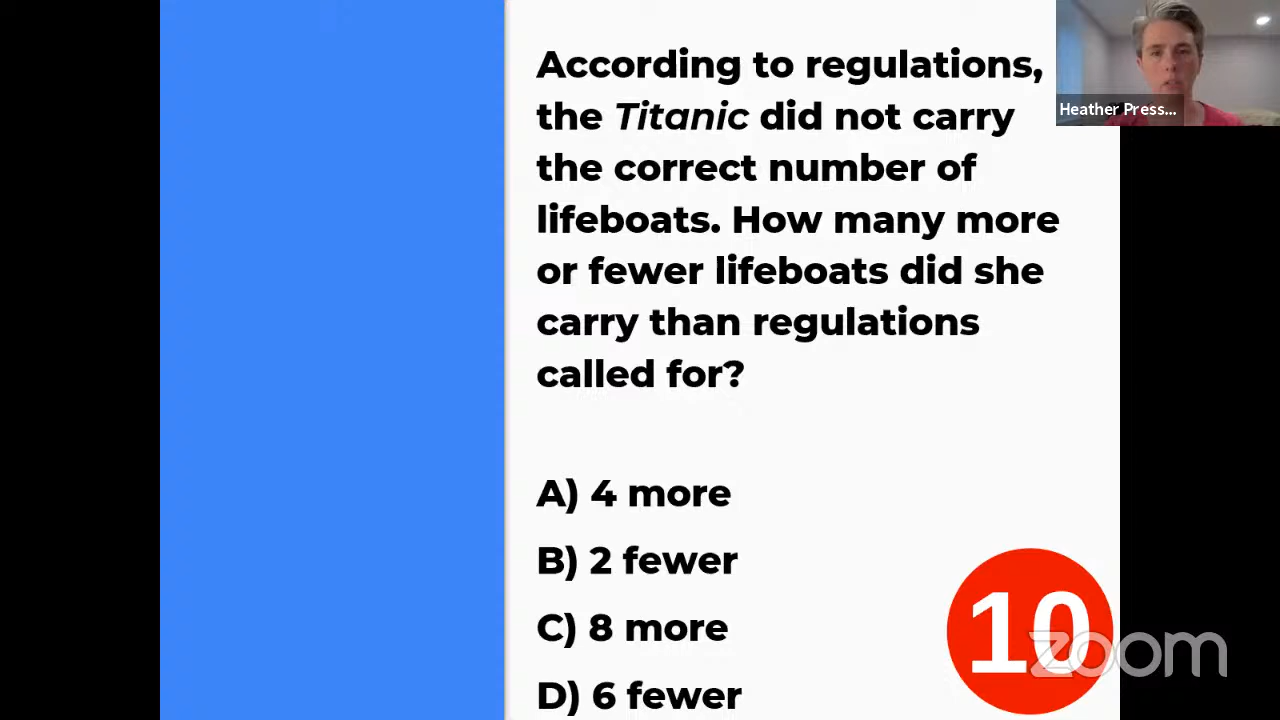 According to regulations,
the Titanic did not carry
the correct number of
lifeboats. How many more
or fewer lifeboats did she
carry than regulations
called for?
A) 4 more
B) 2 fewer
C) 8 more
D) 6 fewer
10
zoom
Heather Press...